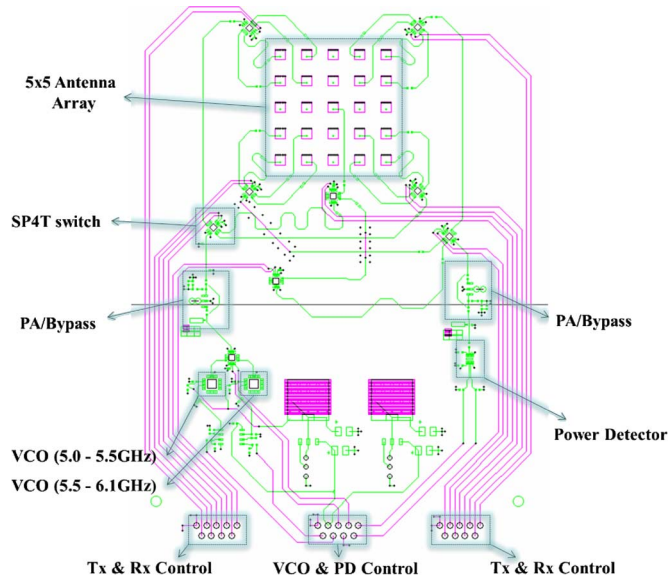 5x5 Antenna
Array
SP4T switch
PA/Bypass
PA/Bypass
Power Detector
VCO (5.0 - 5.5GHz)
VCO (5.5 - 6.1GHz)
Tx & Rx Control
VCO & PD Control
Tx & Rx Control